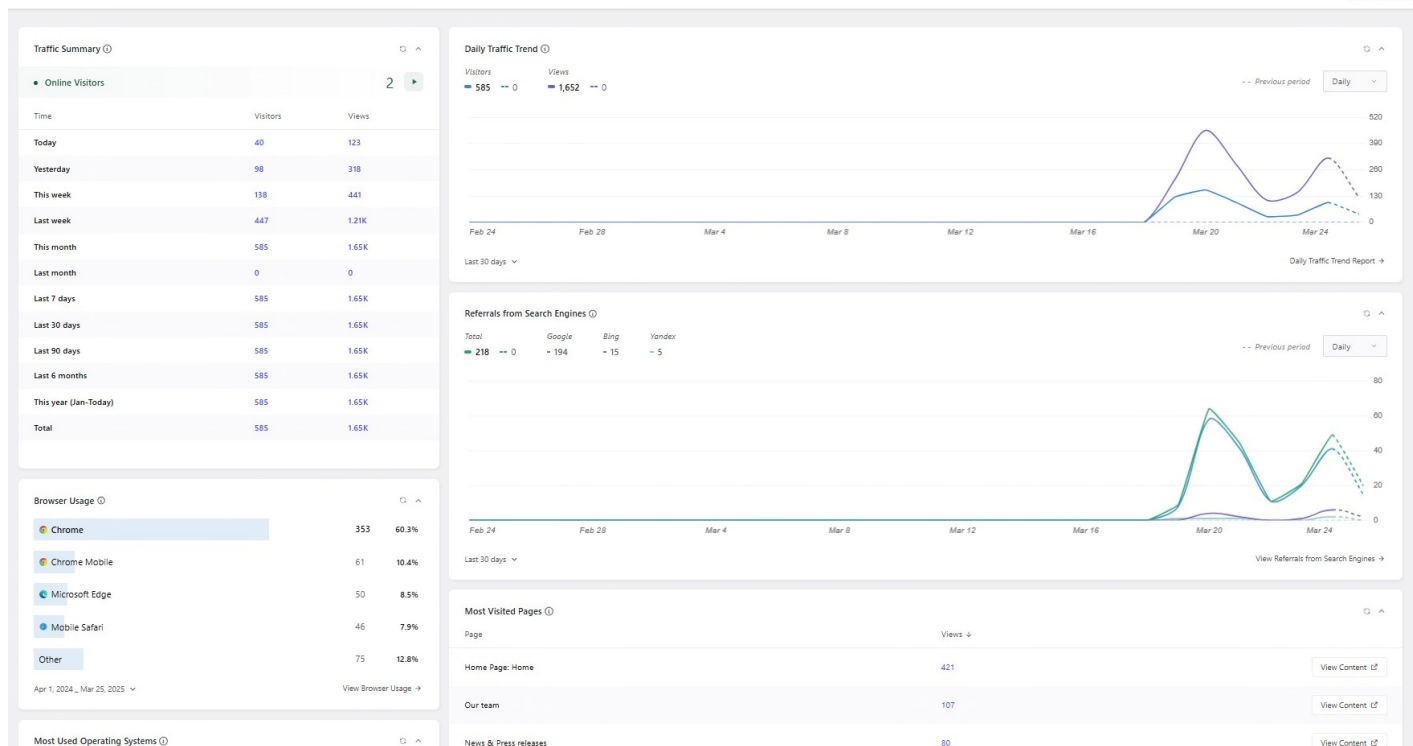 Traffic Summary
Online Visitors 2
Time Visitors Views
Today 40 123
Yesterday 98 318
This week 138 441
Last week 447 1.21K
This month 585 1.65K
Last month 0 0
Last 7 days 585 1.65K
Last 30 days 585 1.65K
Last 90 days 585 1.65K
Last 6 months 585 1.65K
This year (Jan-Today) 585 1.65K
Total 585 1.65K
Browser Usage
Chrome 353 60.3%
Chrome Mobile 61 10.4%
Microsoft Edge 50 8.5%
Mobile Safari 46 7.9%
Other 75 12.8%
Apr 1, 2024 _ Mar 25, 2025 View Browser Usage →
Most Used Operating Systems
Daily Traffic Trend
Visitors Views
585 0 1,652 0
-- Previous period Daily
520
390
260
130
0
Feb 24 Feb 28 Mar 4 Mar 8 Mar 12 Mar 16 Mar 20 Mar 24
Last 30 days Daily Traffic Trend Report →
Referrals from Search Engines
Total Google Bing Yandex
218 0 194 15 5
-- Previous period Daily
80
60
40
20
0
Feb 24 Feb 28 Mar 4 Mar 8 Mar 12 Mar 16 Mar 20 Mar 24
Last 30 days View Referrals from Search Engines →
Most Visited Pages
Page Views ↓
Home Page: Home 421 View Content
Our team 107 View Content
News & Press releases 80 View Content